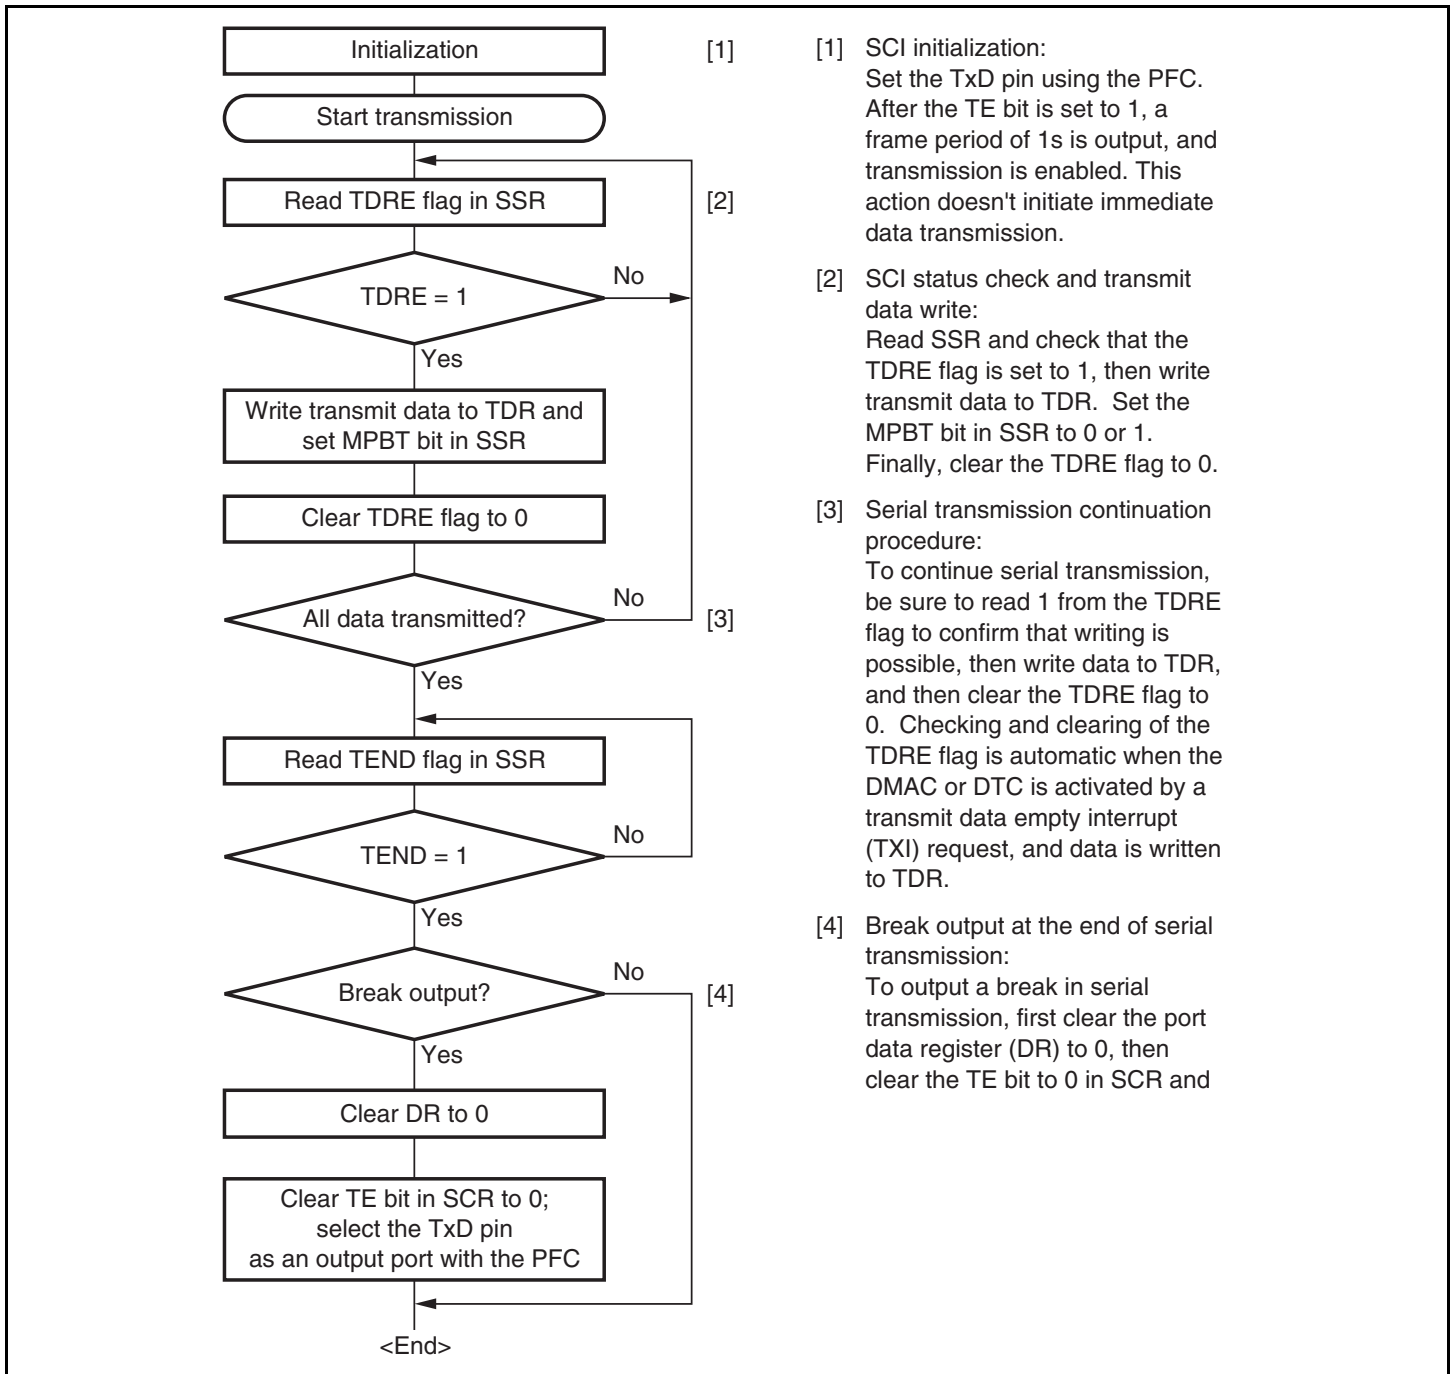 Initialization [1]
Start transmission
Read TDRE flag in SSR [2]
No
TDRE = 1
Yes
Write transmit data to TDR and
set MPBT bit in SSR
Clear TDRE flag to 0
No
All data transmitted? [3]
Yes
Read TEND flag in SSR
No
TEND = 1
Yes
No
Break output? [4]
Yes
Clear DR to 0
Clear TE bit in SCR to 0;
select the TxD pin
as an output port with the PFC
<End>
[1] SCI initialization:
Set the TxD pin using the PFC.
After the TE bit is set to 1, a
frame period of 1s is output, and
transmission is enabled. This
action doesn't initiate immediate
data transmission.
[2] SCI status check and transmit
data write:
Read SSR and check that the
TDRE flag is set to 1, then write
transmit data to TDR.  Set the
MPBT bit in SSR to 0 or 1.
Finally, clear the TDRE flag to 0.
[3] Serial transmission continuation
procedure:
To continue serial transmission,
be sure to read 1 from the TDRE
flag to confirm that writing is
possible, then write data to TDR,
and then clear the TDRE flag to
0.  Checking and clearing of the
TDRE flag is automatic when the
DMAC or DTC is activated by a
transmit data empty interrupt
(TXI) request, and data is written
to TDR.
[4] Break output at the end of serial
transmission:
To output a break in serial
transmission, first clear the port
data register (DR) to 0, then
clear the TE bit to 0 in SCR and